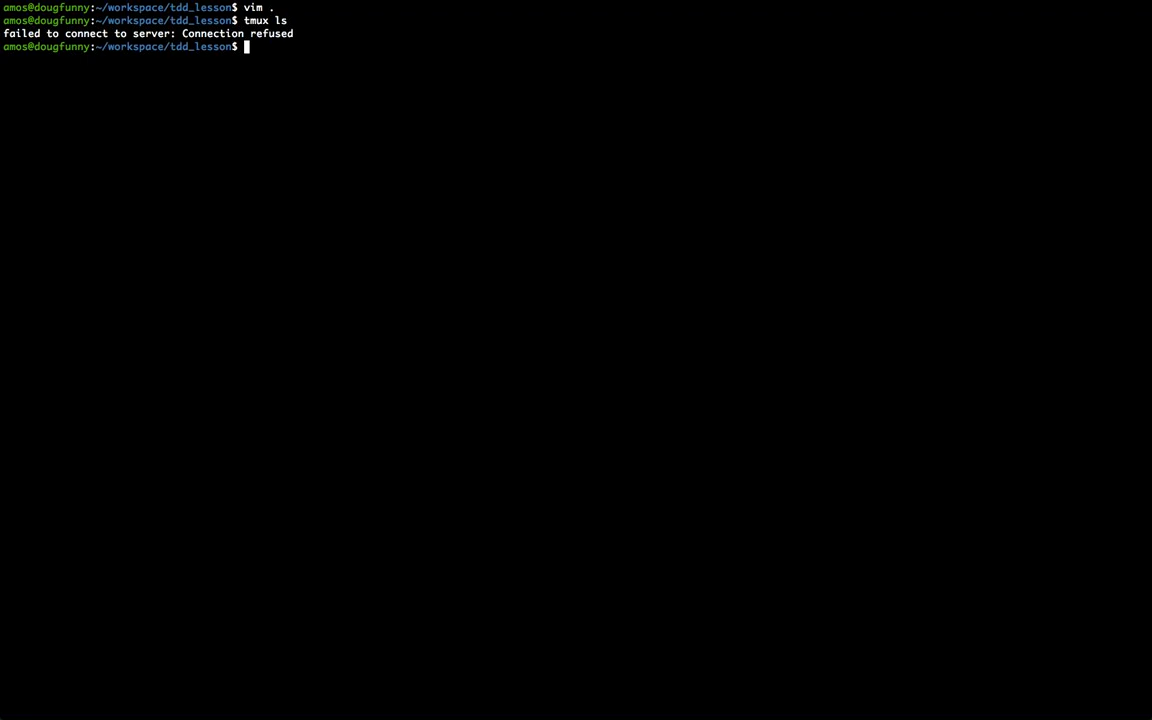 amos@dougfunny:~/workspace/tdd_lesson$ vim .
amos@dougfunny:~/workspace/tdd_lesson$ tmux ls
failed to connect to server: Connection refused
amos@dougfunny:~/workspace/tdd_lesson$